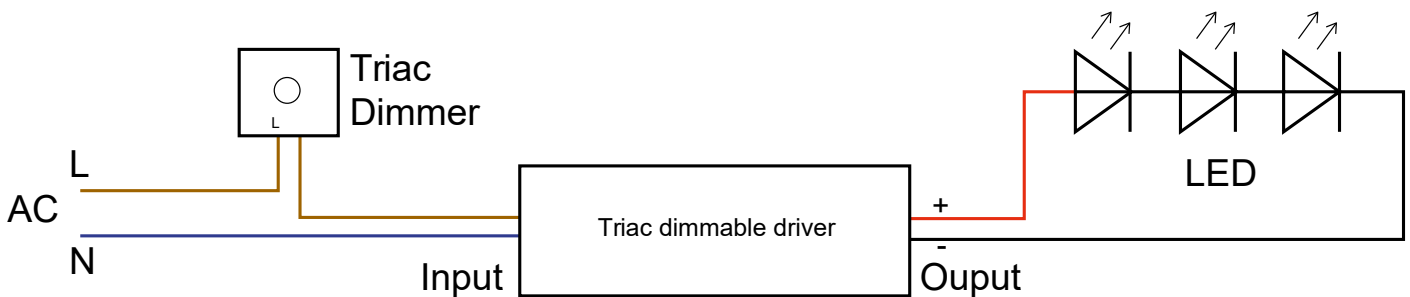 Triac
Dimmer
L
L
AC
N
Input
Triac dimmable driver
+
-
Ouput
LED